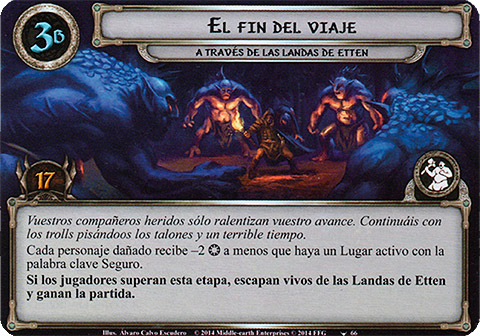 3B
EL FIN DEL VIAJE
A TRAVÉS DE LAS LANDAS DE ETTEN
17
Vuestros compañeros heridos sólo ralentizan vuestro avance. Continuáis con
los trolls pisándoos los talones y un terrible tiempo.
Cada personaje dañado recibe –2 a menos que haya un Lugar activo con la
palabra clave Seguro.
Si los jugadores superan esta etapa, escapan vivos de las Landas de Etten
y ganan la partida.
Illus. Álvaro Calvo Escudero © 2014 Middle-earth Enterprises © 2014 FFG 66